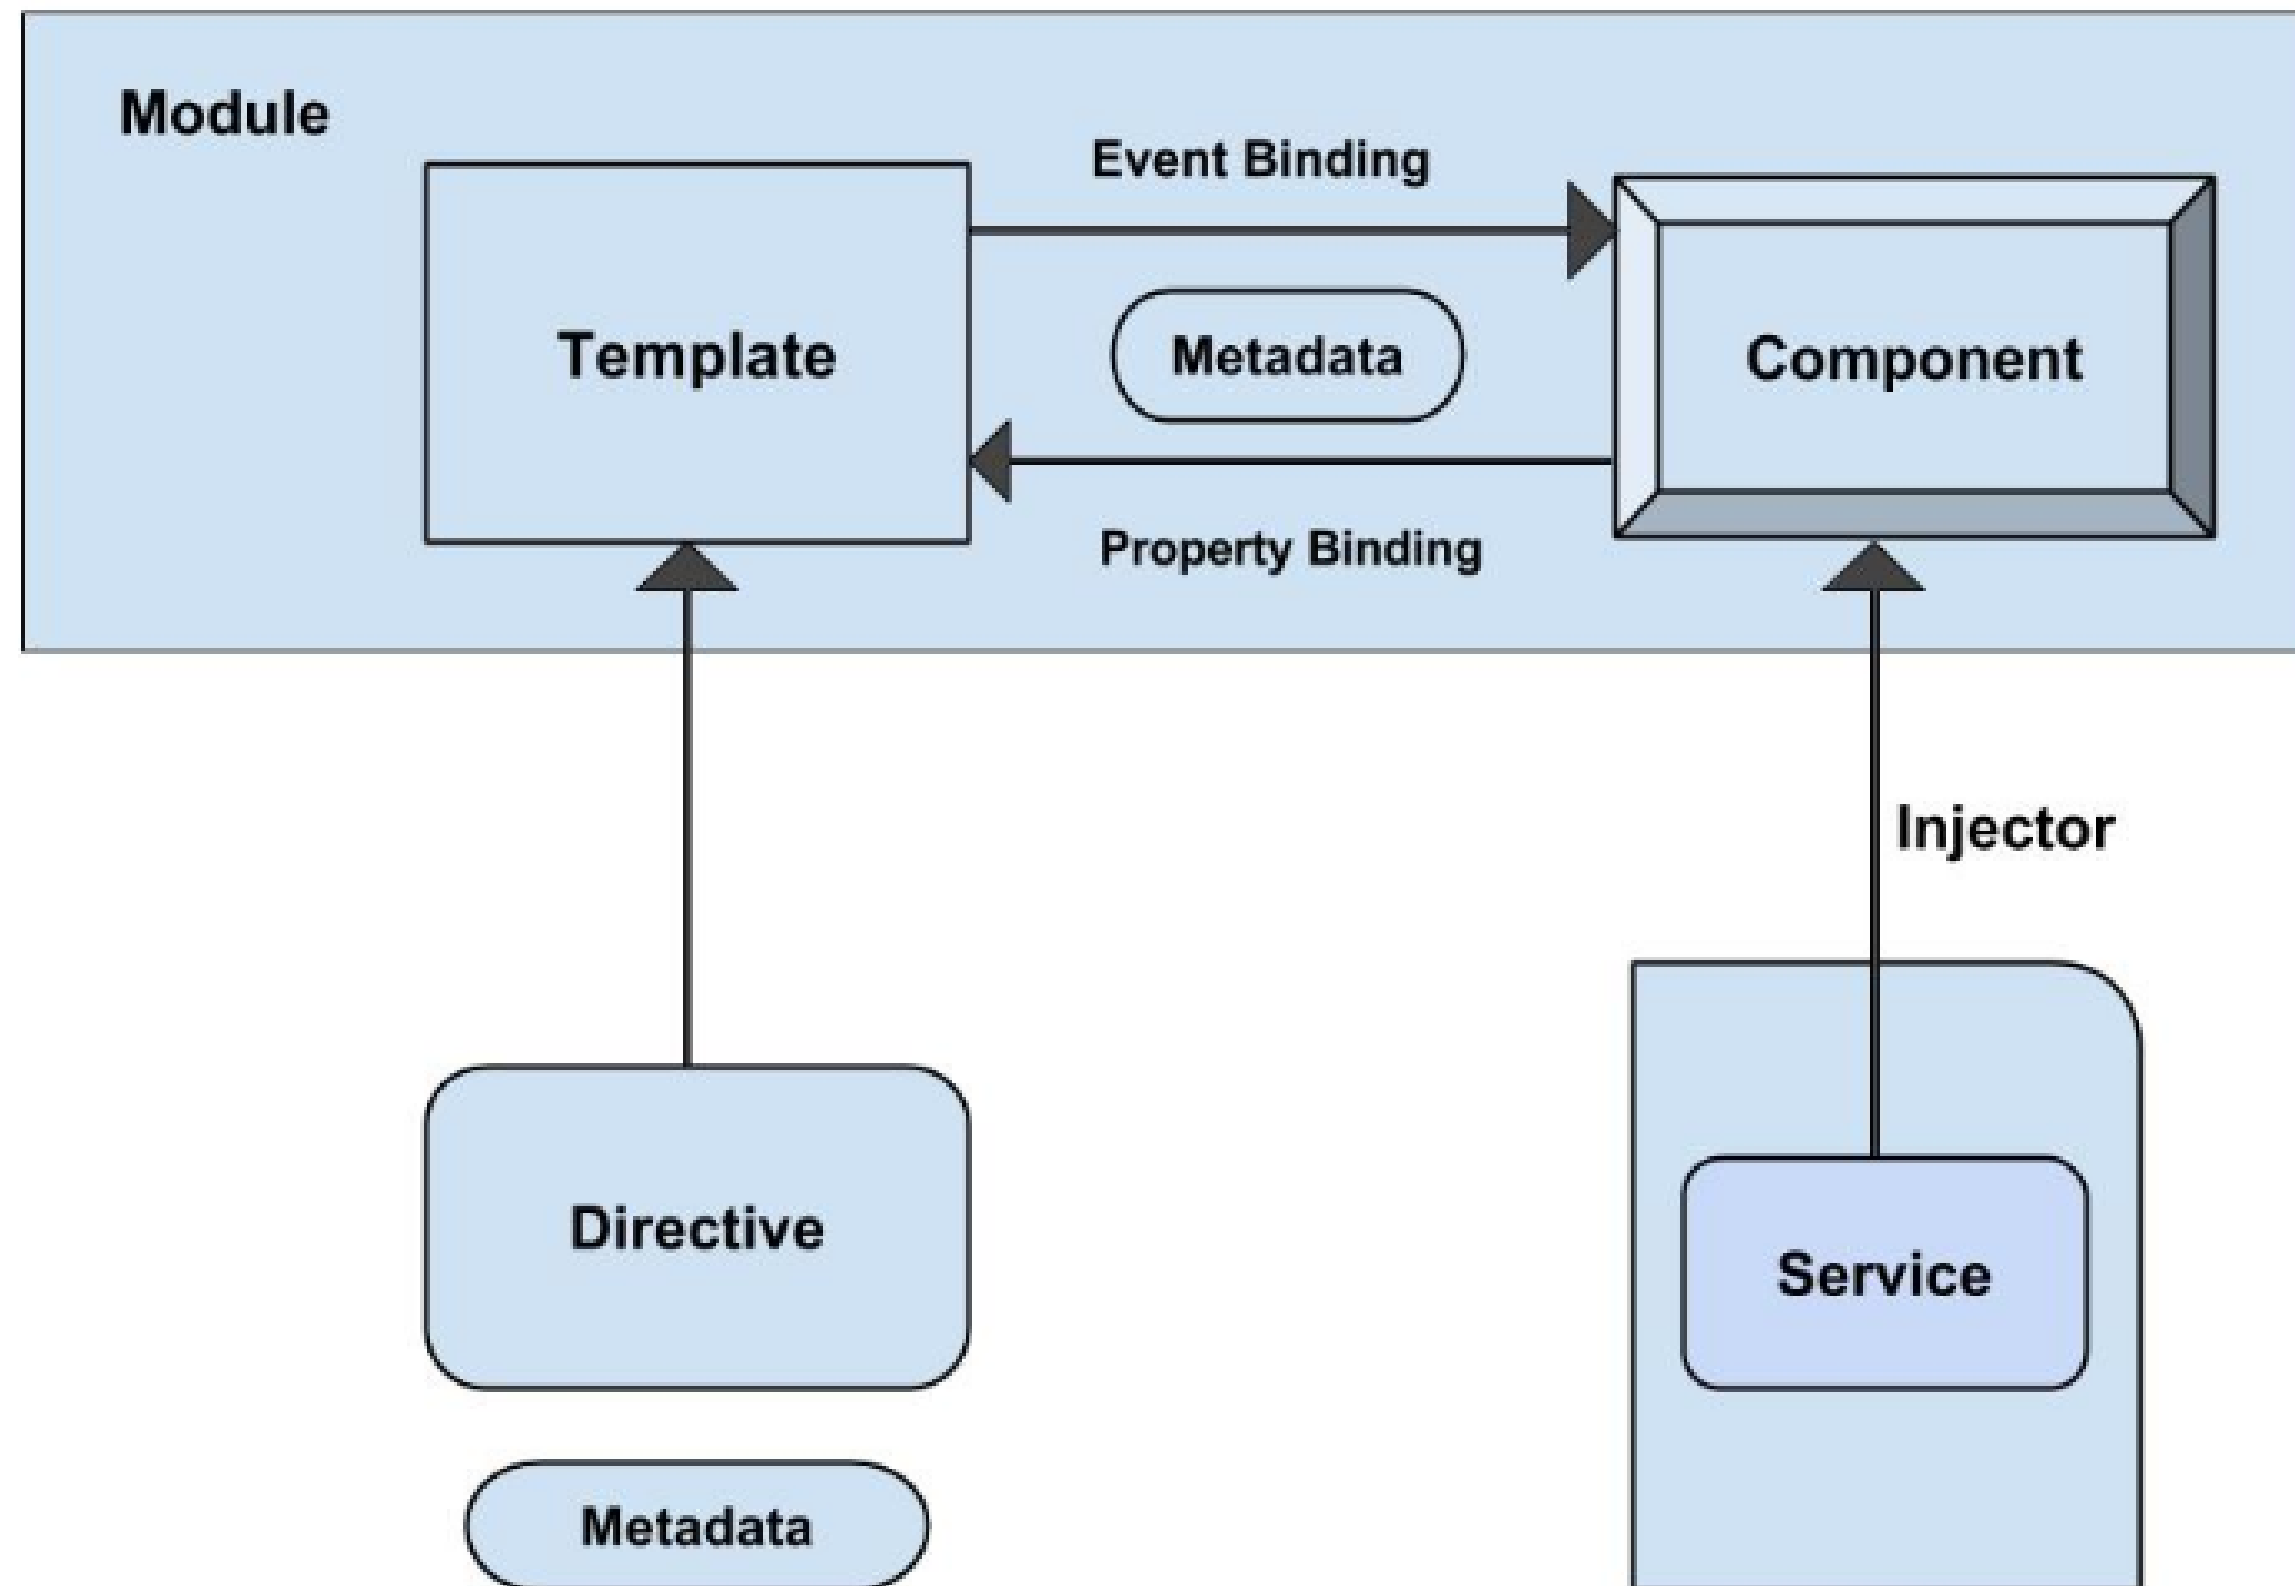 Module
Event Binding
Template
Metadata
Component
Property Binding
Injector
Directive
Service
Metadata